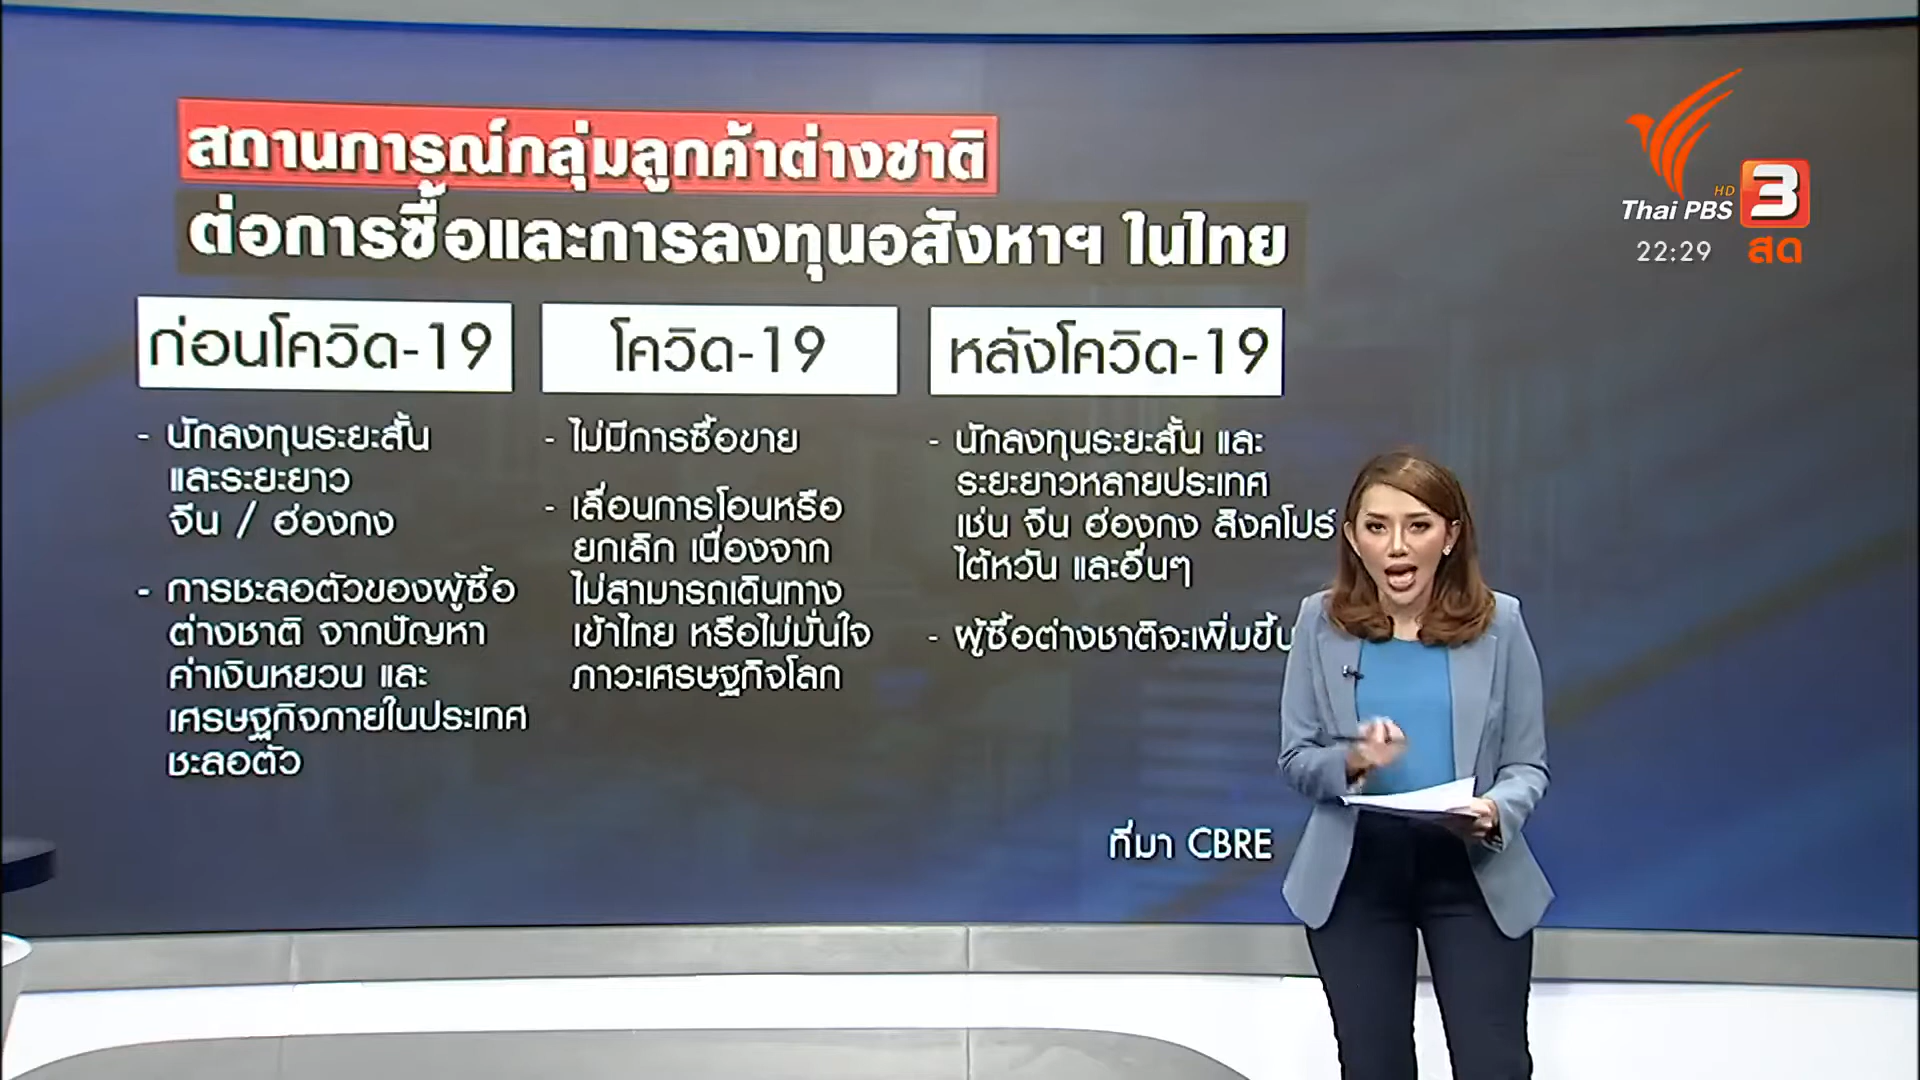 สถานการณ์กลุ่มลูกค้าต่างชาติ
ต่อการซื้อและการลงทุนอสังหาฯ ในไทย
ก่อนโควิด-19
- นักลงทุนระยะสั้น
และระยะยาว
จีน / ฮ่องกง
- การชะลอตัวของผู้ซื้อ
ต่างชาติ จากปัญหา
ค่าเงินหยวน และ
เศรษฐกิจภายในประเทศ
ชะลอตัว
โควิด-19
- ไม่มีการซื้อขาย
- เลื่อนการโอนหรือ
ยกเลิก เนื่องจาก
ไม่สามารถเดินทาง
เข้าไทย หรือไม่มั่นใจ
ภาวะเศรษฐกิจโลก
หลังโควิด-19
- นักลงทุนระยะสั้น และ
ระยะยาวหลายประเทศ
เช่น จีน ฮ่องกง สิงคโปร์
ไต้หวัน และอื่นๆ
- ผู้ซื้อต่างชาติจะเพิ่มขึ้น
ที่มา CBRE
HD
Thai PBS 3
22:29 สด